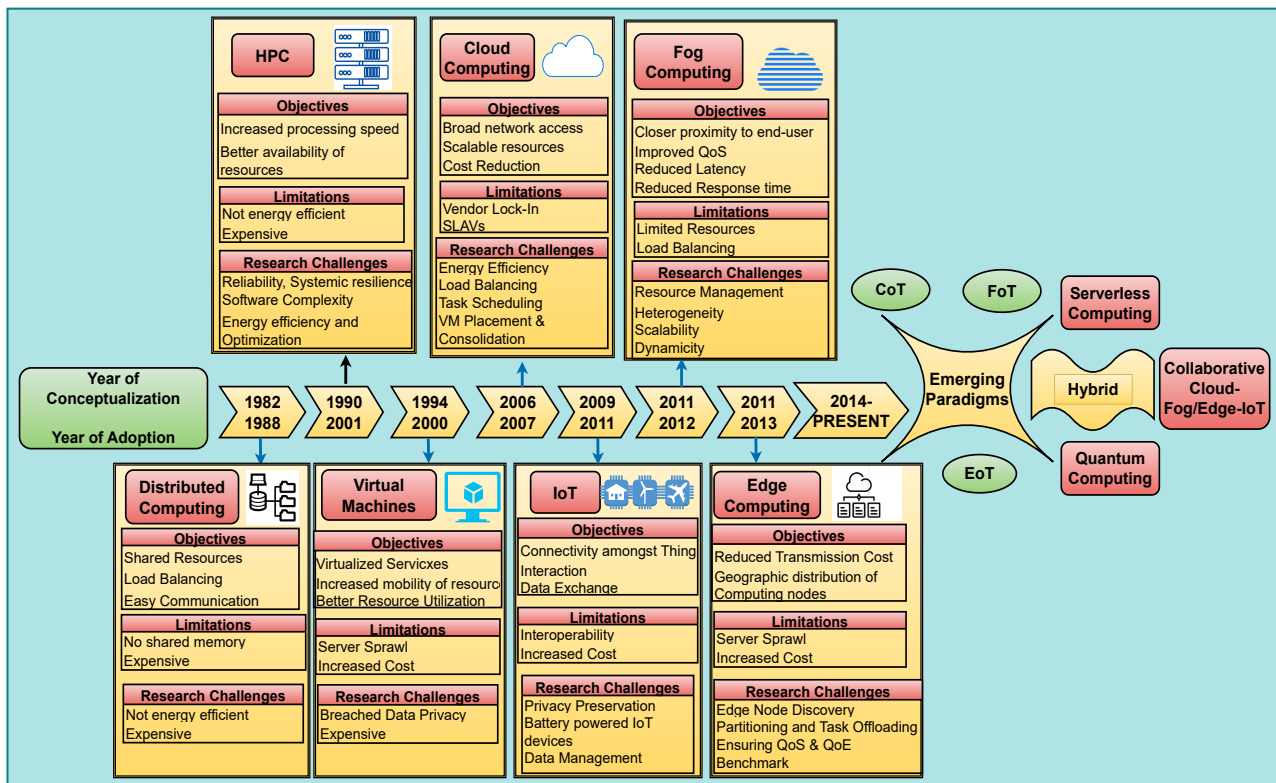 HPC
Objectives
Increased processing speed
Better availability of
resources
Limitations
Not energy efficient
Expensive
Research Challenges
Reliability, Systemic resilience
Software Complexity
Energy efficiency and
Optimization
Cloud
Computing
Objectives
Broad network access
Scalable resources
Cost Reduction
Limitations
Vendor Lock-In
SLAVs
Research Challenges
Energy Efficiency
Load Balancing
Task Scheduling
VM Placement &
Consolidation
Fog
Computing
Objectives
Closer proximity to end-user
Improved QoS
Reduced Latency
Reduced Response time
Limitations
Limited Resources
Load Balancing
Research Challenges
Resource Management
Heterogeneity
Scalability
Dynamicity
Year of
Conceptualization
Year of Adoption
1982
1988
1990
2001
1994
2000
2006
2007
2009
2011
2011
2012
2011
2013
2014-
PRESENT
Emerging
Paradigms
CoT
FoT
EoT
Serverless
Computing
Hybrid
Collaborative
Cloud-
Fog/Edge-IoT
Quantum
Computing
Distributed
Computing
Objectives
Shared Resources
Load Balancing
Easy Communication
Limitations
No shared memory
Expensive
Research Challenges
Not energy efficient
Expensive
Virtual
Machines
Objectives
Virtualized Servicxes
Increased mobility of resource
Better Resource Utilization
Limitations
Server Sprawl
Increased Cost
Research Challenges
Breached Data Privacy
Expensive
IoT
Objectives
Connectivity amongst Thing
Interaction
Data Exchange
Limitations
Interoperability
Increased Cost
Research Challenges
Privacy Preservation
Battery powered IoT
devices
Data Management
Edge
Computing
Objectives
Reduced Transmission Cost
Geographic distribution of
Computing nodes
Limitations
Server Sprawl
Increased Cost
Research Challenges
Edge Node Discovery
Partitioning and Task Offloading
Ensuring QoS & QoE
Benchmark